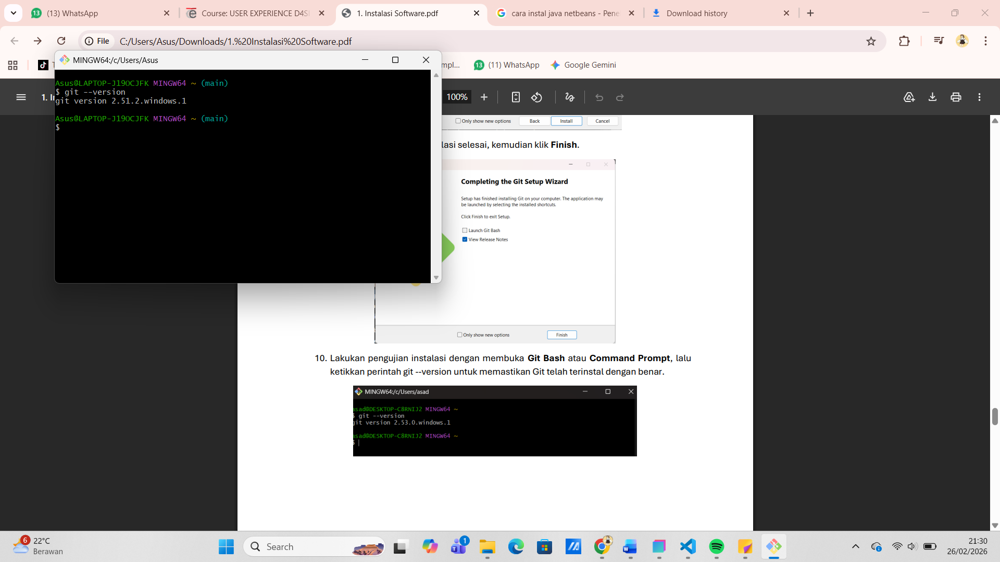 (13) WhatsApp
Course: USER EXPERIENCE D4SI
1. Instalasi Software.pdf
cara instal java netbeans - Pene
Download history
File
C:/Users/Asus/Downloads/1.%20Instalasi%20Software.pdf
MINGW64:/c/Users/Asus
(11) WhatsApp
Google Gemini
Asus@LAPTOP-J19OCJFK MINGW64 ~ (main)
$ git --version
git version 2.51.2.windows.1
Asus@LAPTOP-J19OCJFK MINGW64 ~ (main)
$
100%
Only show new options
Back
Install
Cancel
lasi selesai, kemudian klik Finish.
Completing the Git Setup Wizard
Setup has finished installing Git on your computer. The application may
be launched by selecting the installed shortcuts.
Click Finish to exit Setup.
Launch Git Bash
View Release Notes
Only show new options
Finish
10. Lakukan pengujian instalasi dengan membuka Git Bash atau Command Prompt, lalu
ketikkan perintah git --version untuk memastikan Git telah terinstal dengan benar.
MINGW64:/c/Users/asad
asad@DESKTOP-C8RNIJ2 MINGW64 ~
$ git --version
git version 2.53.0.windows.1
asad@DESKTOP-C8RNIJ2 MINGW64 ~
$
6
22°C
Berawan
Search
1
21:30
26/02/2026